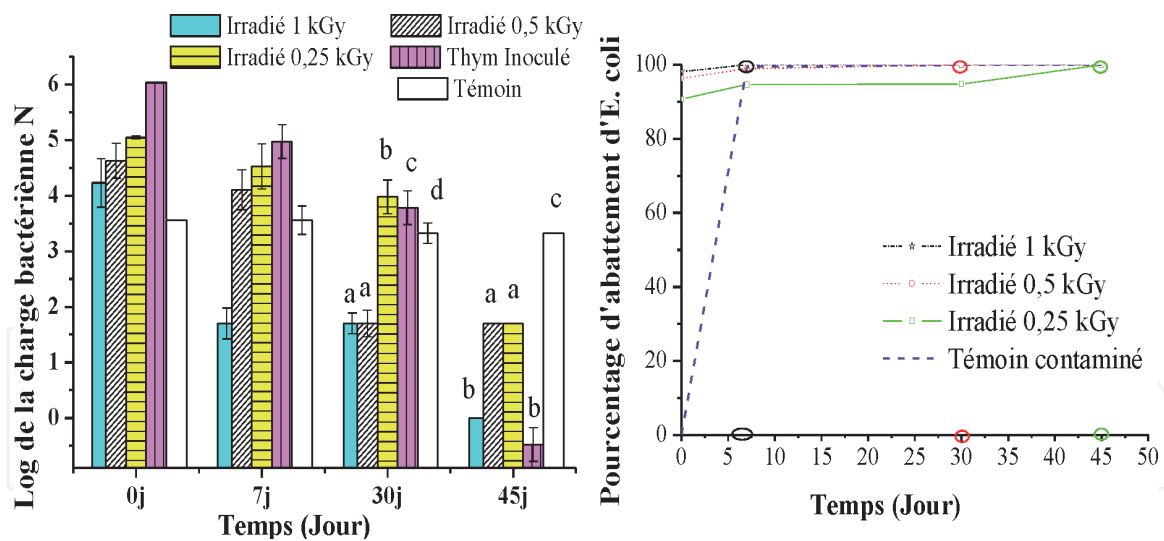 Irradié 1 kGy
Irradié 0,5 kGy
Irradié 0,25 kGy
Thym Inoculé
Témoin
Log de la charge bactérienne N
6
5
4
3
2
1
0
b
c
d
a a
a a
c
b
b
0j
7j
30j
45j
Temps (Jour)
Pourcentage d'abattement d'E. coli
100
80
60
40
20
0
Irradié 1 kGy
Irradié 0,5 kGy
Irradié 0,25 kGy
Témoin contaminé
0 5 10 15 20 25 30 35 40 45 50
Temps (Jour)